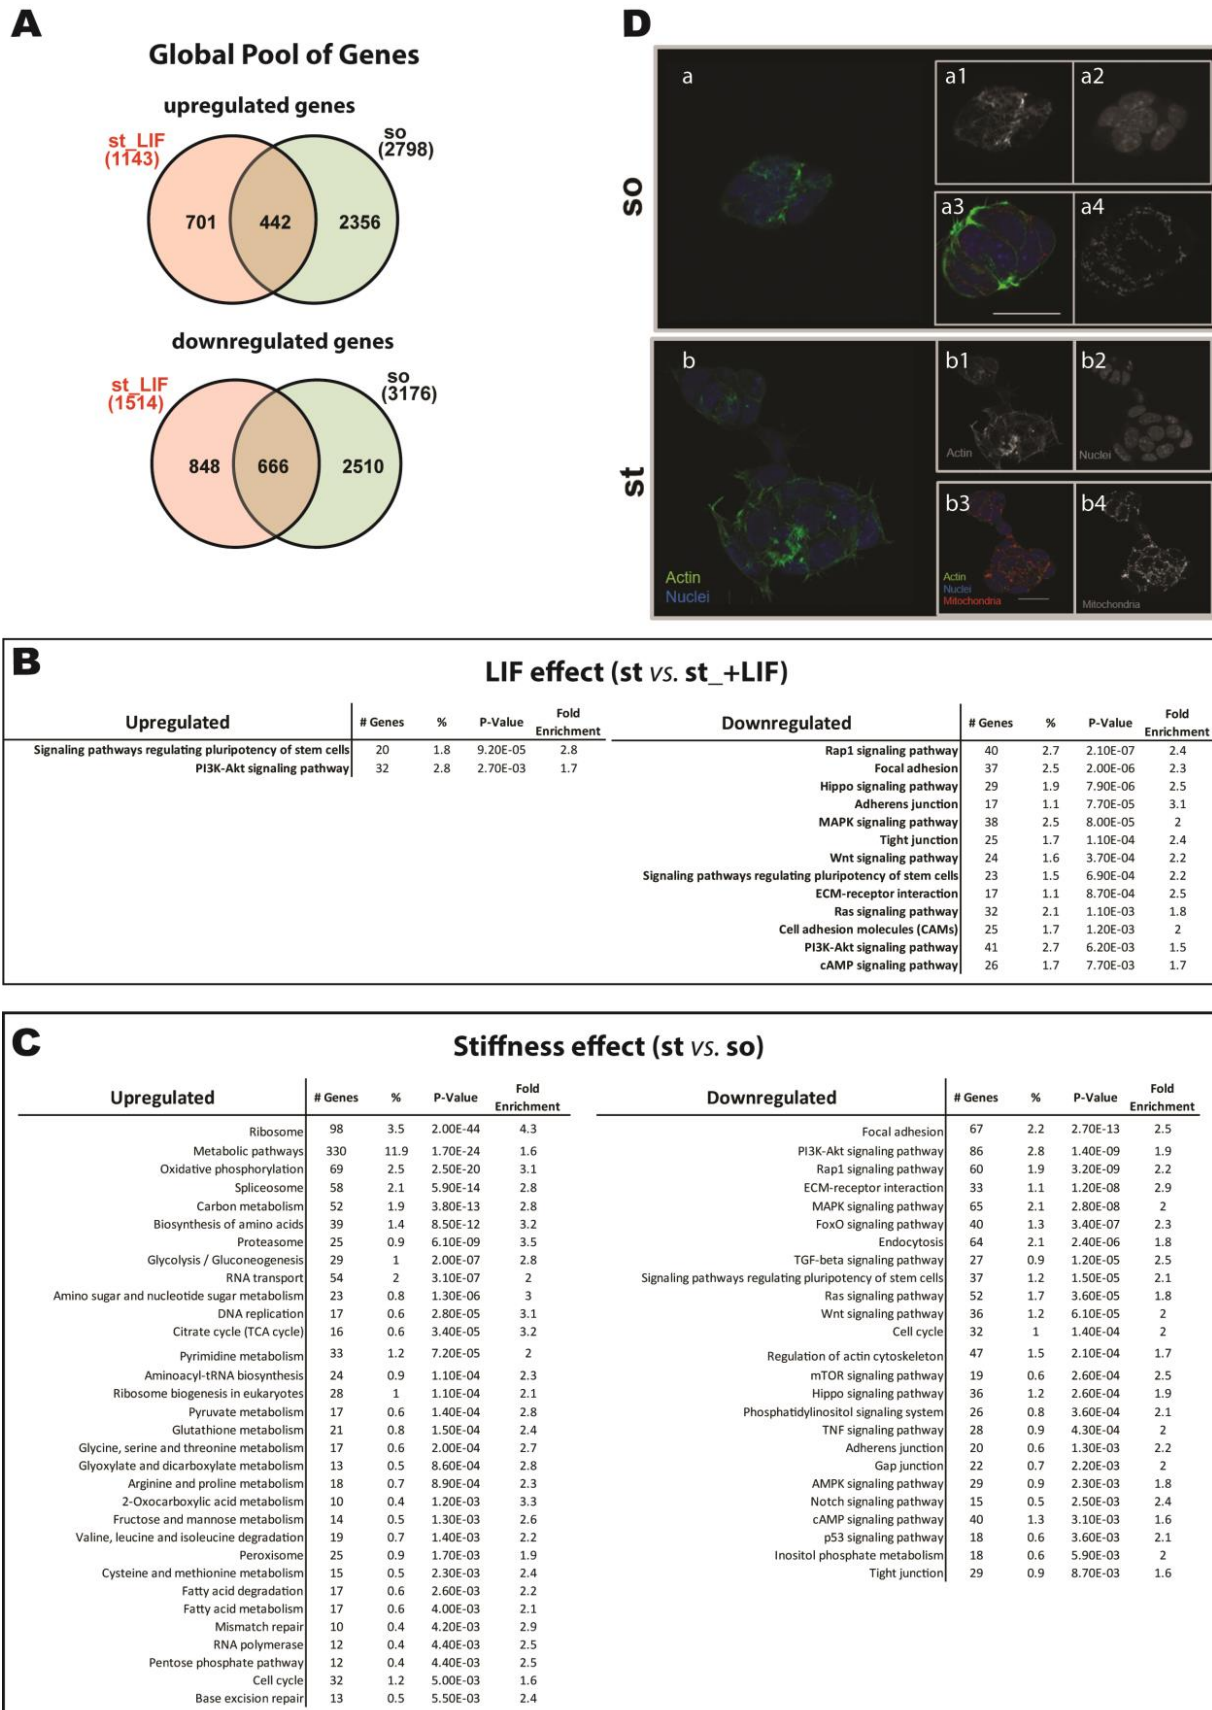 A
Global Pool of Genes
upregulated genes
st_LIF
(1143)
so
(2798)
701
442
2356
downregulated genes
st_LIF
(1514)
so
(3176)
848
666
2510
D
so
a
a1
a2
a3
a4
st
b
Actin
Nuclei
b1
Actin
b2
Nuclei
b3
Actin
Nuclei
Mitochondria
b4
Mitochondria
B
LIF effect (st vs. st_+LIF)
Upregulated # Genes % P-Value Fold Enrichment
Signaling pathways regulating pluripotency of stem cells 20 1.8 9.20E-05 2.8
PI3K-Akt signaling pathway 32 2.8 2.70E-03 1.7
Downregulated # Genes % P-Value Fold Enrichment
Rap1 signaling pathway 40 2.7 2.10E-07 2.4
Focal adhesion 37 2.5 2.00E-06 2.3
Hippo signaling pathway 29 1.9 7.90E-06 2.5
Adherens junction 17 1.1 7.70E-05 3.1
MAPK signaling pathway 38 2.5 8.00E-05 2
Tight junction 25 1.7 1.10E-04 2.4
Wnt signaling pathway 24 1.6 3.70E-04 2.2
Signaling pathways regulating pluripotency of stem cells 23 1.5 6.90E-04 2.2
ECM-receptor interaction 17 1.1 8.70E-04 2.5
Ras signaling pathway 32 2.1 1.10E-03 1.8
Cell adhesion molecules (CAMs) 25 1.7 1.20E-03 2
PI3K-Akt signaling pathway 41 2.7 6.20E-03 1.5
cAMP signaling pathway 26 1.7 7.70E-03 1.7
C
Stiffness effect (st vs. so)
Upregulated # Genes % P-Value Fold Enrichment
Ribosome 98 3.5 2.00E-44 4.3
Metabolic pathways 330 11.9 1.70E-24 1.6
Oxidative phosphorylation 69 2.5 2.50E-20 3.1
Spliceosome 58 2.1 5.90E-14 2.8
Carbon metabolism 52 1.9 3.80E-13 2.8
Biosynthesis of amino acids 39 1.4 8.50E-12 3.2
Proteasome 25 0.9 6.10E-09 3.5
Glycolysis / Gluconeogenesis 29 1 2.00E-07 2.8
RNA transport 54 2 3.10E-07 2
Amino sugar and nucleotide sugar metabolism 23 0.8 1.30E-06 3
DNA replication 17 0.6 2.80E-05 3.1
Citrate cycle (TCA cycle) 16 0.6 3.40E-05 3.2
Pyrimidine metabolism 33 1.2 7.20E-05 2
Aminoacyl-tRNA biosynthesis 24 0.9 1.10E-04 2.3
Ribosome biogenesis in eukaryotes 28 1 1.10E-04 2.1
Pyruvate metabolism 17 0.6 1.40E-04 2.8
Glutathione metabolism 21 0.8 1.50E-04 2.4
Glycine, serine and threonine metabolism 17 0.6 2.00E-04 2.7
Glyoxylate and dicarboxylate metabolism 13 0.5 8.60E-04 2.8
Arginine and proline metabolism 18 0.7 8.90E-04 2.3
2-Oxocarboxylic acid metabolism 10 0.4 1.20E-03 3.3
Fructose and mannose metabolism 14 0.5 1.30E-03 2.6
Valine, leucine and isoleucine degradation 19 0.7 1.40E-03 2.2
Peroxisome 25 0.9 1.70E-03 1.9
Cysteine and methionine metabolism 15 0.5 2.30E-03 2.4
Fatty acid degradation 17 0.6 2.60E-03 2.2
Fatty acid metabolism 17 0.6 4.00E-03 2.1
Mismatch repair 10 0.4 4.20E-03 2.9
RNA polymerase 12 0.4 4.40E-03 2.5
Pentose phosphate pathway 12 0.4 4.40E-03 2.5
Cell cycle 32 1.2 5.00E-03 1.6
Base excision repair 13 0.5 5.50E-03 2.4
Downregulated # Genes % P-Value Fold Enrichment
Focal adhesion 67 2.2 2.70E-13 2.5
PI3K-Akt signaling pathway 86 2.8 1.40E-09 1.9
Rap1 signaling pathway 60 1.9 3.20E-09 2.2
ECM-receptor interaction 33 1.1 1.20E-08 2.9
MAPK signaling pathway 65 2.1 2.80E-08 2
FoxO signaling pathway 40 1.3 3.40E-07 2.3
Endocytosis 64 2.1 2.40E-06 1.8
TGF-beta signaling pathway 27 0.9 1.20E-05 2.5
Signaling pathways regulating pluripotency of stem cells 37 1.2 1.50E-05 2.1
Ras signaling pathway 52 1.7 3.60E-05 1.8
Wnt signaling pathway 36 1.2 6.10E-05 2
Cell cycle 32 1 1.40E-04 2
Regulation of actin cytoskeleton 47 1.5 2.10E-04 1.7
mTOR signaling pathway 19 0.6 2.60E-04 2.5
Hippo signaling pathway 36 1.2 2.60E-04 1.9
Phosphatidylinositol signaling system 26 0.8 3.60E-04 2.1
TNF signaling pathway 28 0.9 4.30E-04 2
Adherens junction 20 0.6 1.30E-03 2.2
Gap junction 22 0.7 2.20E-03 2
AMPK signaling pathway 29 0.9 2.30E-03 1.8
Notch signaling pathway 15 0.5 2.50E-03 2.4
cAMP signaling pathway 40 1.3 3.10E-03 1.6
p53 signaling pathway 18 0.6 3.60E-03 2.1
Inositol phosphate metabolism 18 0.6 5.90E-03 2
Tight junction 29 0.9 8.70E-03 1.6